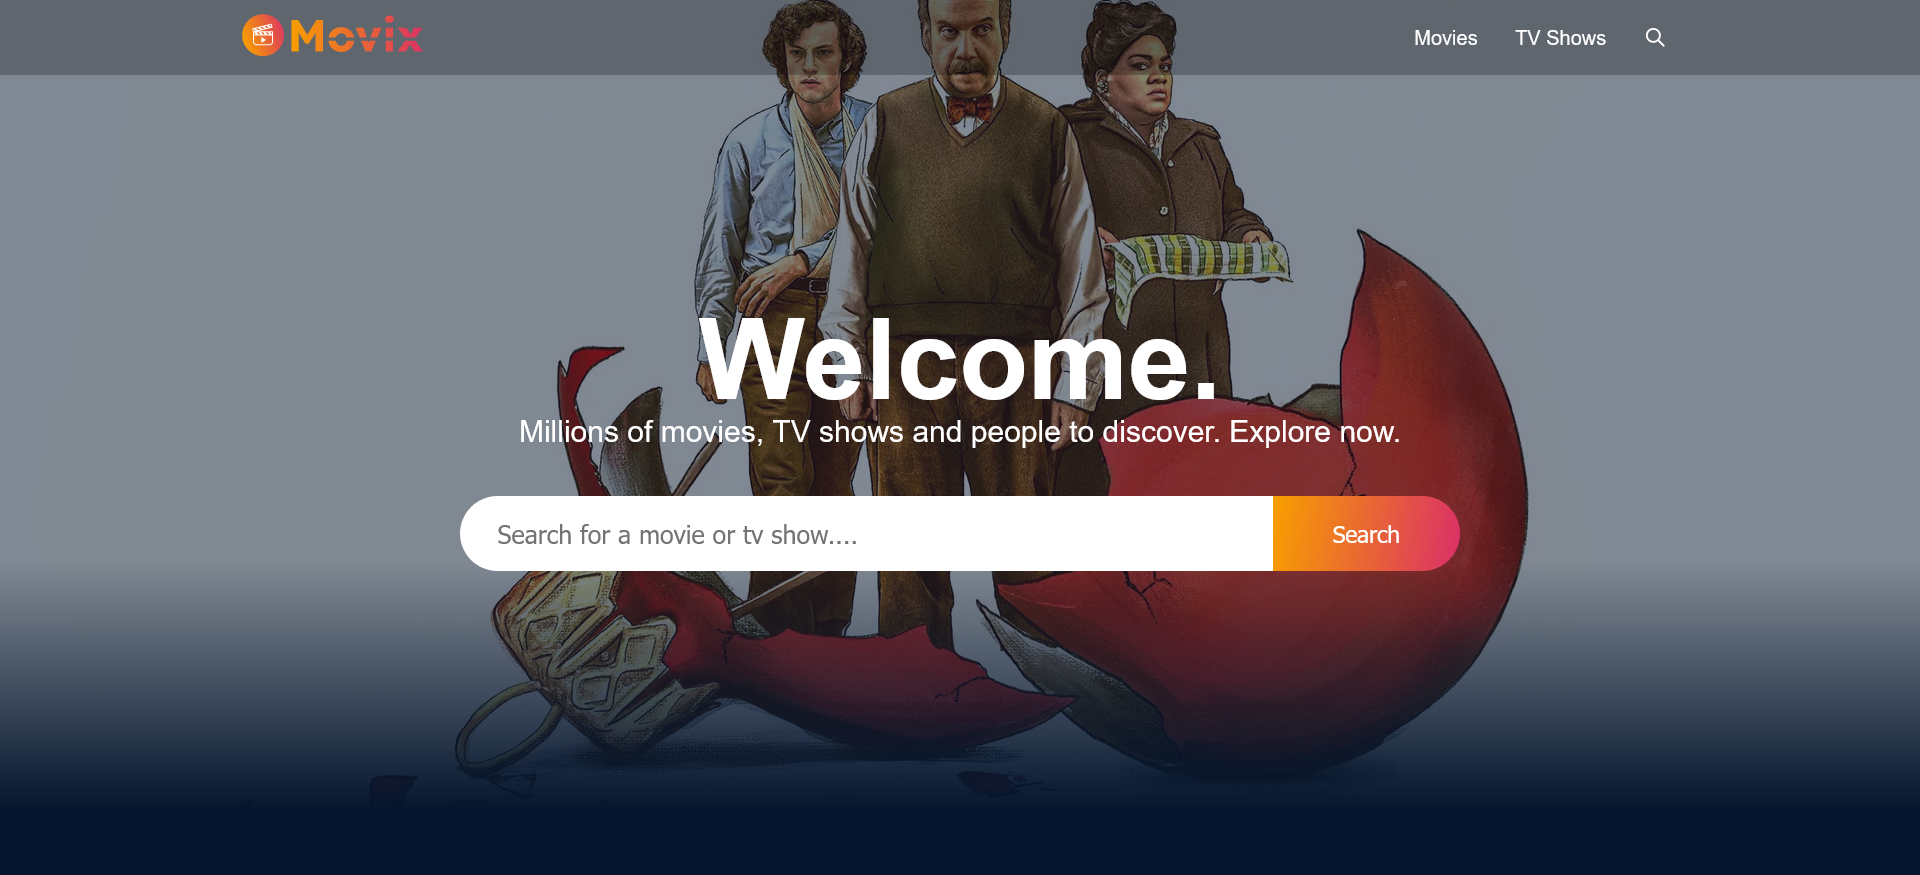 Movix
Movies
TV Shows
Welcome.
Millions of movies, TV shows and people to discover. Explore now.
Search for a movie or tv show....
Search